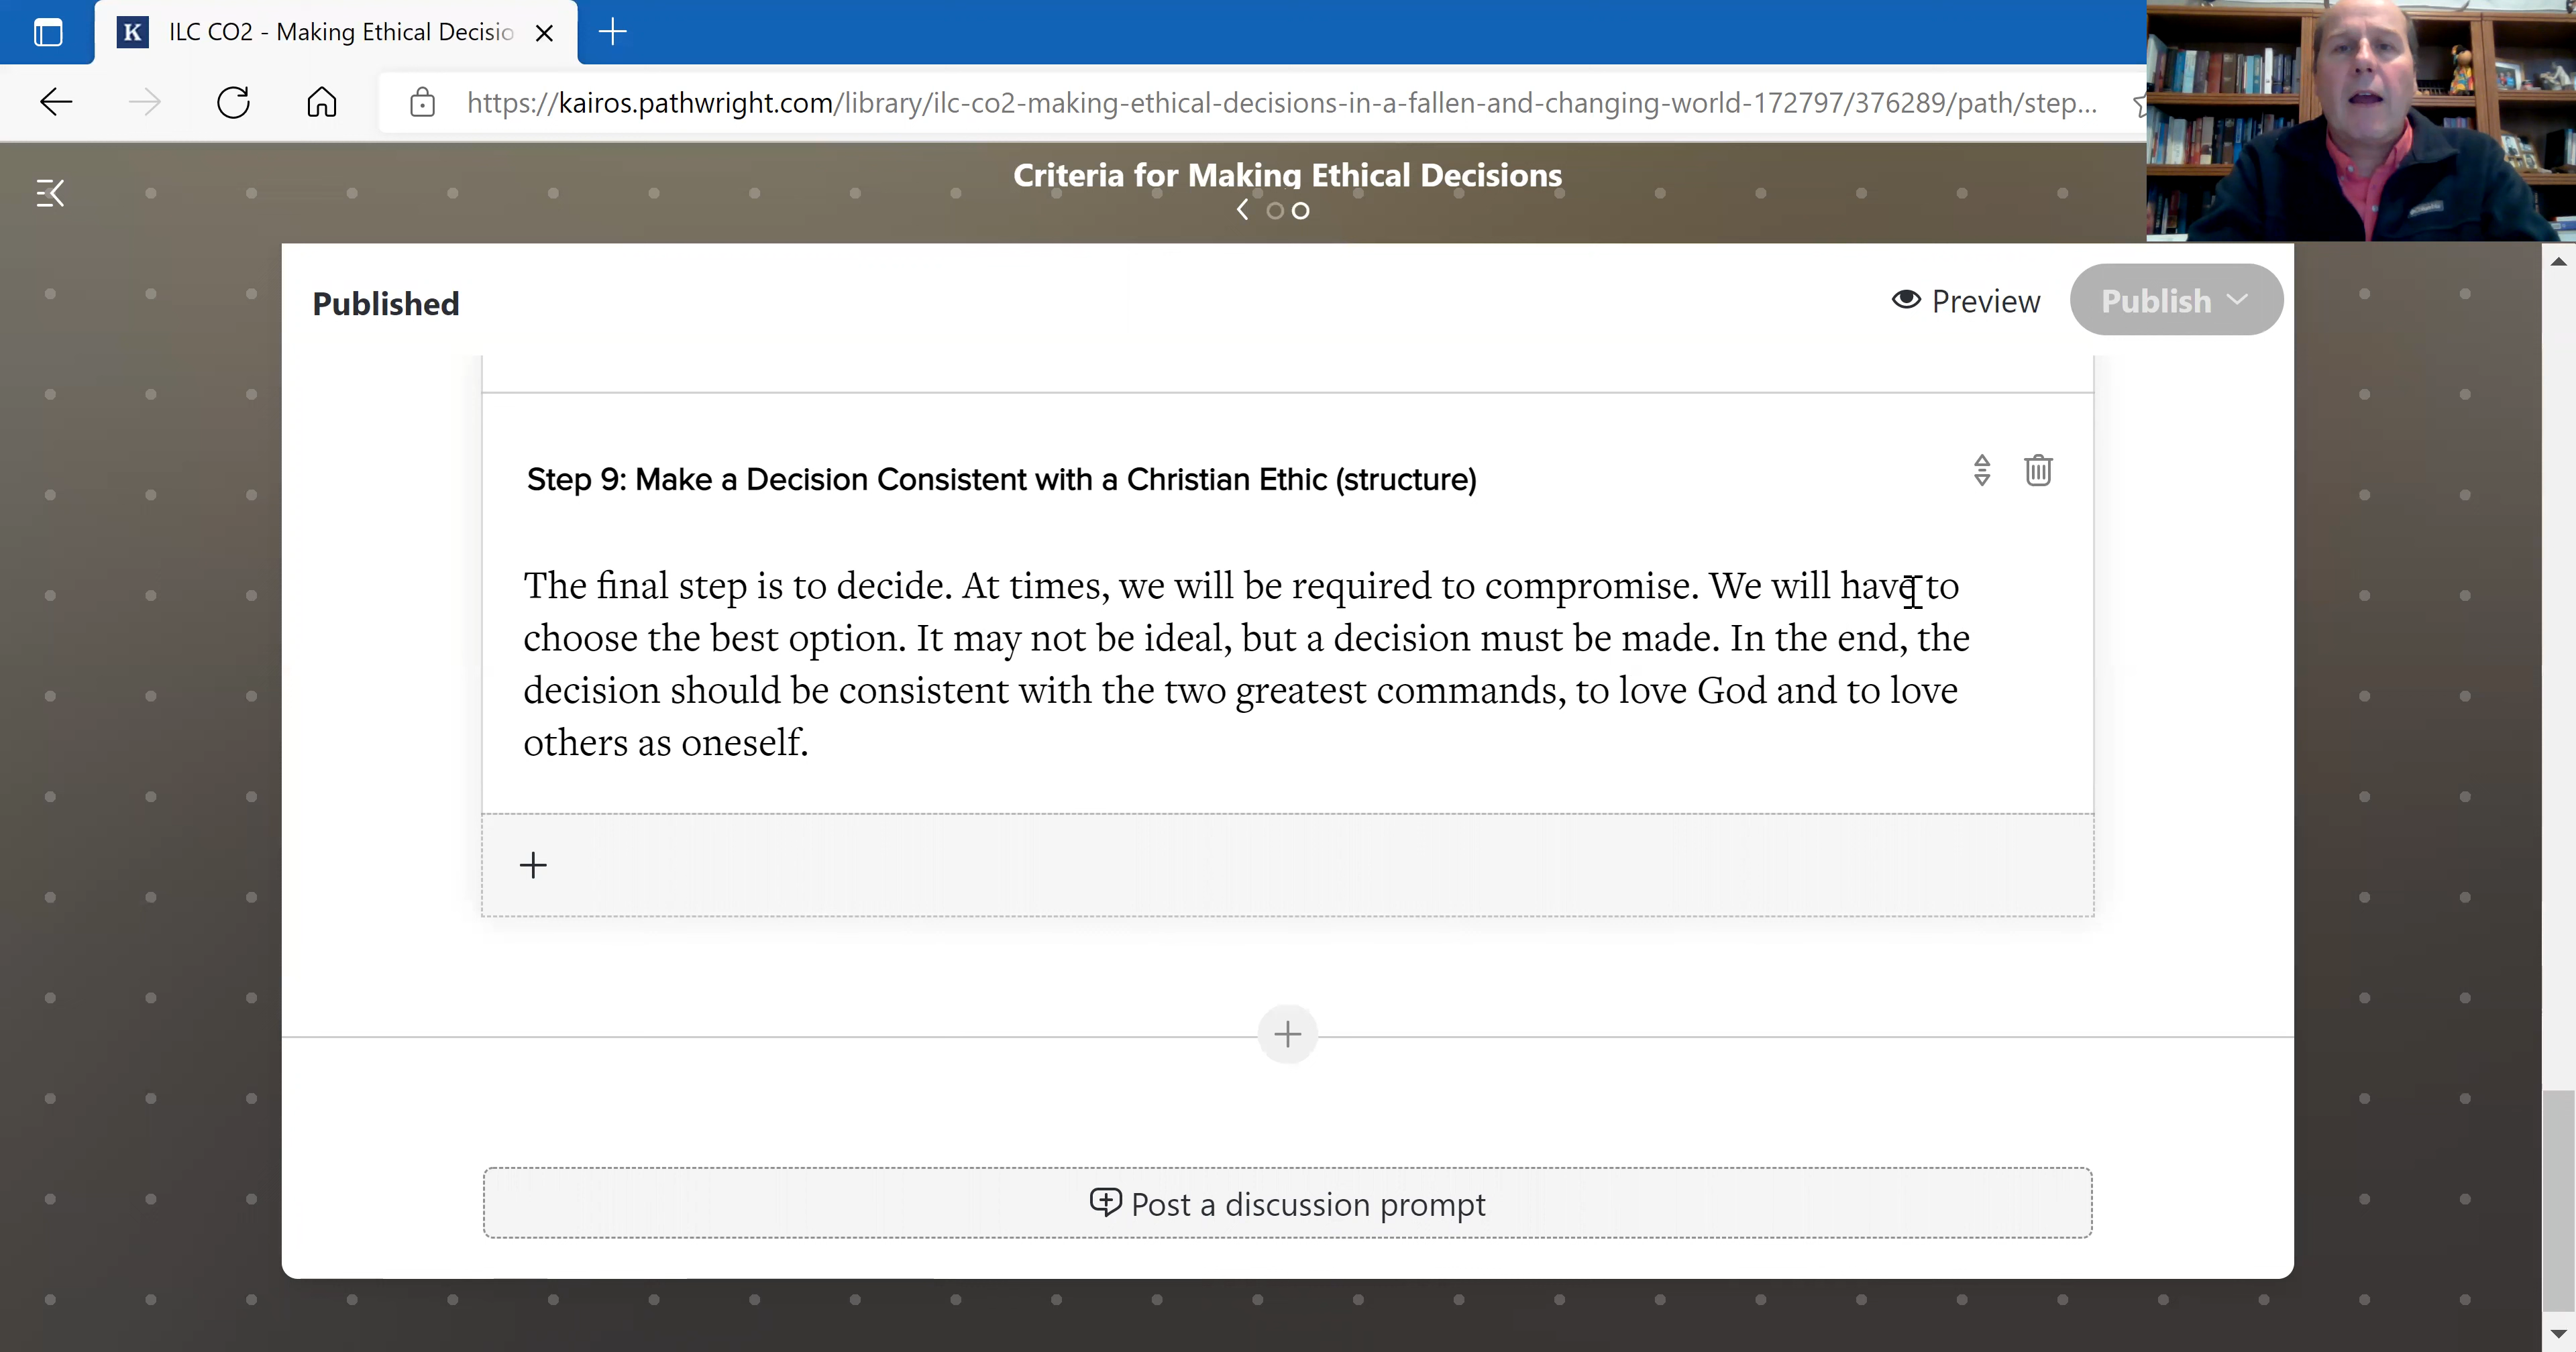 K ILC CO2 - Making Ethical Decisio
https://kairos.pathwright.com/library/ilc-co2-making-ethical-decisions-in-a-fallen-and-changing-world-172797/376289/path/step...
Criteria for Making Ethical Decisions
Published
Preview
Publish
Step 9: Make a Decision Consistent with a Christian Ethic (structure)
The final step is to decide. At times, we will be required to compromise. We will have to
choose the best option. It may not be ideal, but a decision must be made. In the end, the
decision should be consistent with the two greatest commands, to love God and to love
others as oneself.
Post a discussion prompt